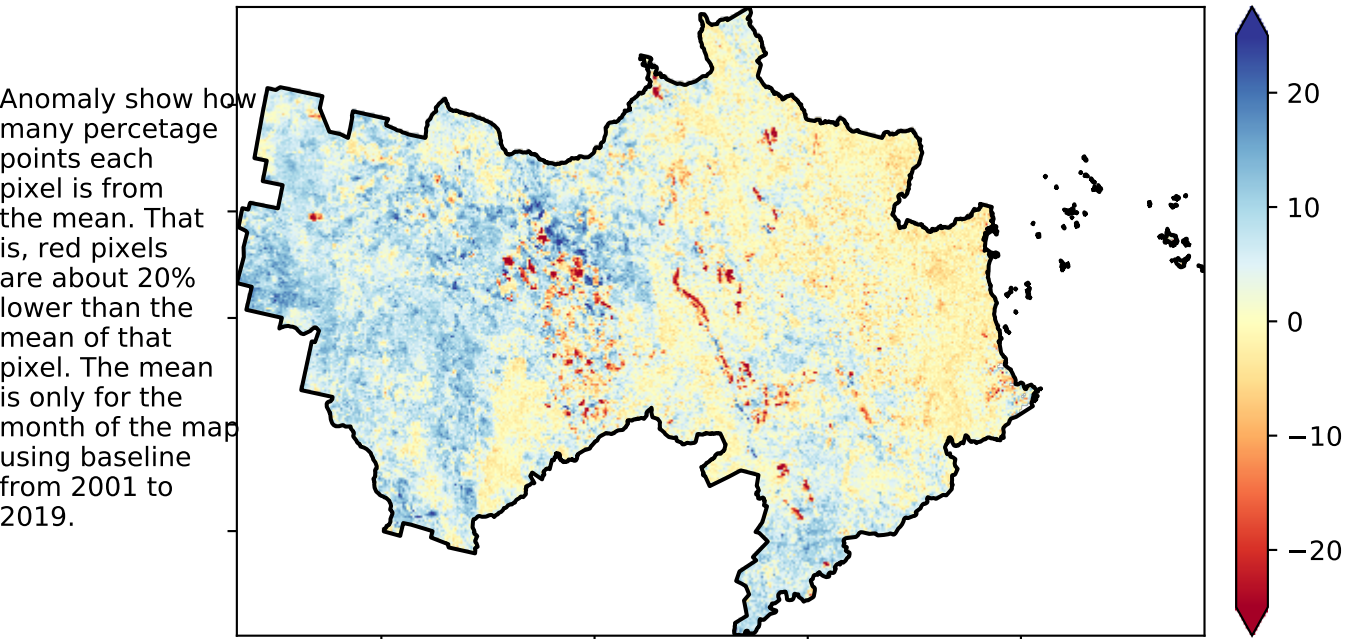 Anomaly show how
many percetage
points each
pixel is from
the mean. That
is, red pixels
are about 20%
lower than the
mean of that
pixel. The mean
is only for the
month of the map
using baseline
from 2001 to
2019.
20
10
0
−10
−20